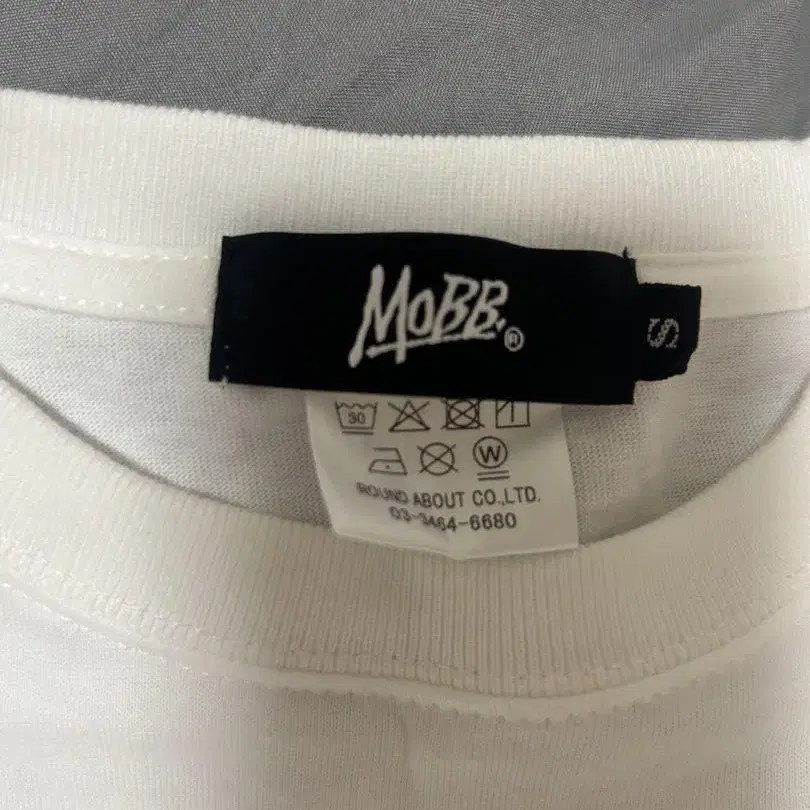 MOBB.®
S
30
W
ROUND ABOUT CO.,LTD.
03-3464-6680